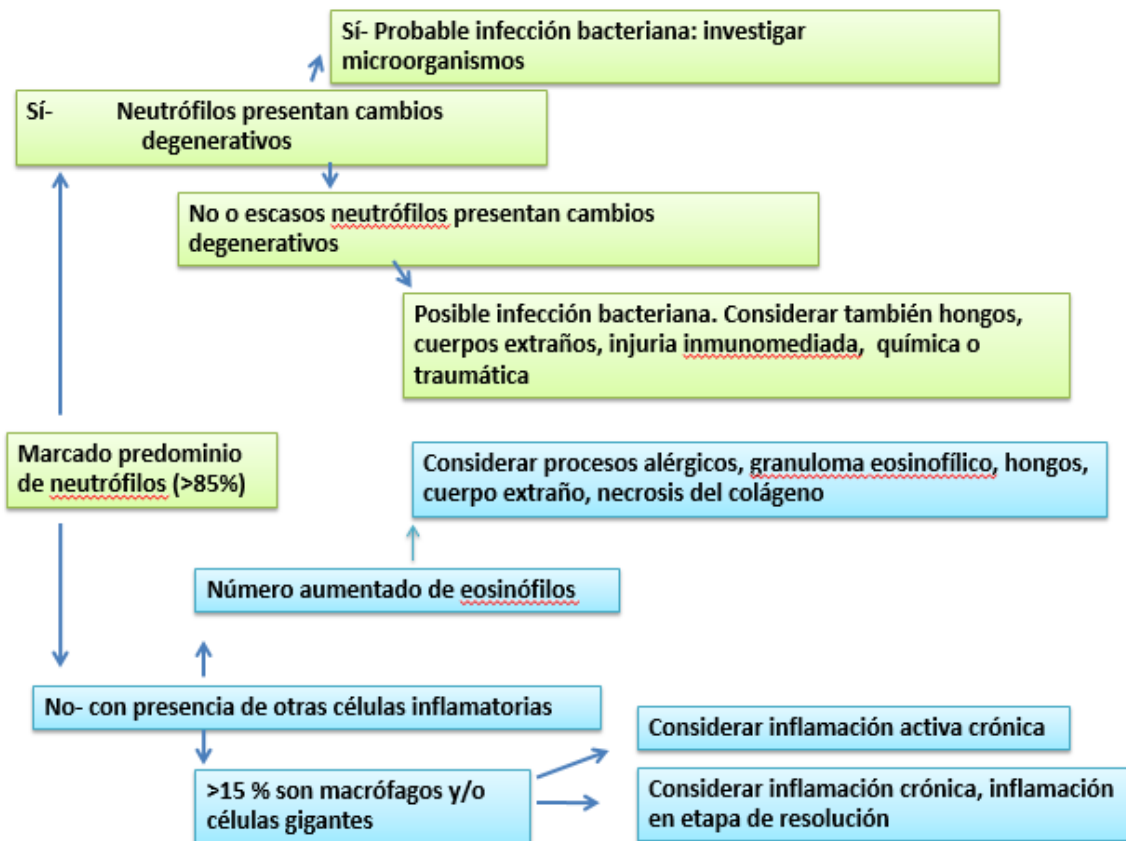 Sí- Probable infección bacteriana: investigar
microorganismos
Sí- Neutrófilos presentan cambios
degenerativos
No o escasos neutrófilos presentan cambios
degenerativos
Posible infección bacteriana. Considerar también hongos,
cuerpos extraños, injuria inmunomediada, química o
traumática
Marcado predominio
de neutrófilos (>85%)
Considerar procesos alérgicos, granuloma eosinofílico, hongos,
cuerpo extraño, necrosis del colágeno
Número aumentado de eosinófilos
No- con presencia de otras células inflamatorias
Considerar inflamación activa crónica
>15 % son macrófagos y/o
células gigantes
Considerar inflamación crónica, inflamación
en etapa de resolución